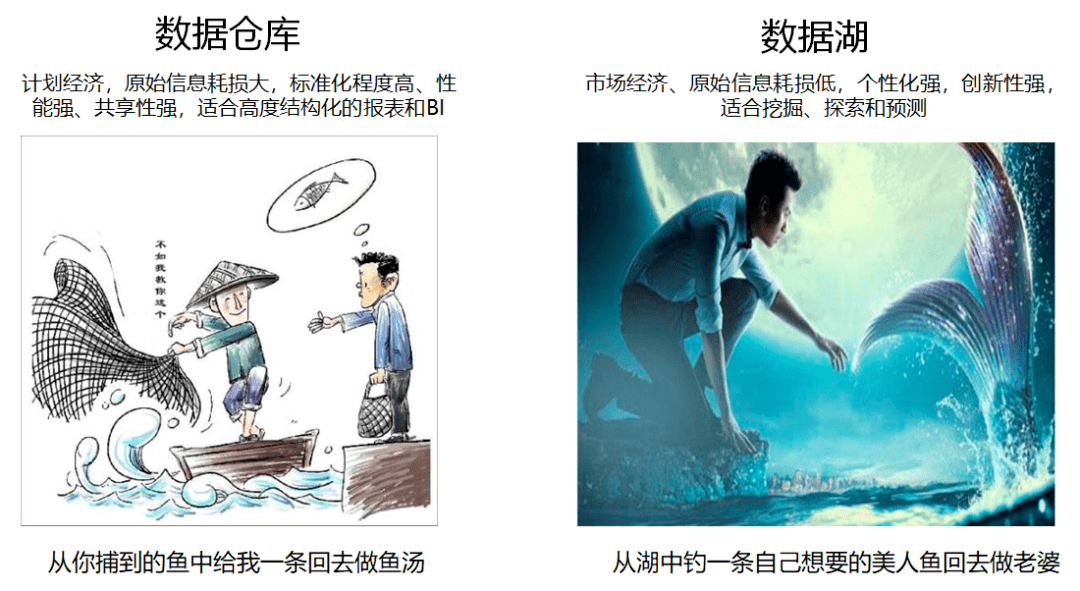 数据仓库
计划经济，原始信息耗损大，标准化程度高、性
能强、共享性强，适合高度结构化的报表和BI
不如我教你这个
从你捕到的鱼中给我一条回去做鱼汤
数据湖
市场经济、原始信息耗损低，个性化强，创新性强，
适合挖掘、探索和预测
从湖中钓一条自己想要的美人鱼回去做老婆